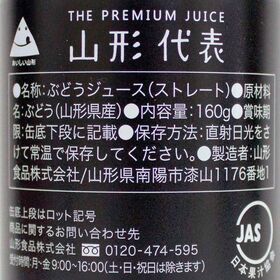 THE PREMIUM JUICE
山形代表
おいしい山形
●名称:ぶどうジュース(ストレート)●原材料
名:ぶどう(山形県産)●内容量:160g●賞味期
限:缶底下段に記載●保存方法:直射日光をさ
けて常温で保存してください。●製造者:山形
食品株式会社/山形県南陽市漆山1176番地1
缶底上段はロット記号
商品に関するお問い合わせ先
山形食品株式会社 0120-474-595
受付時間:月~金 9:00~16:00(土・日・祝日は除きます)
JAS
日本果汁